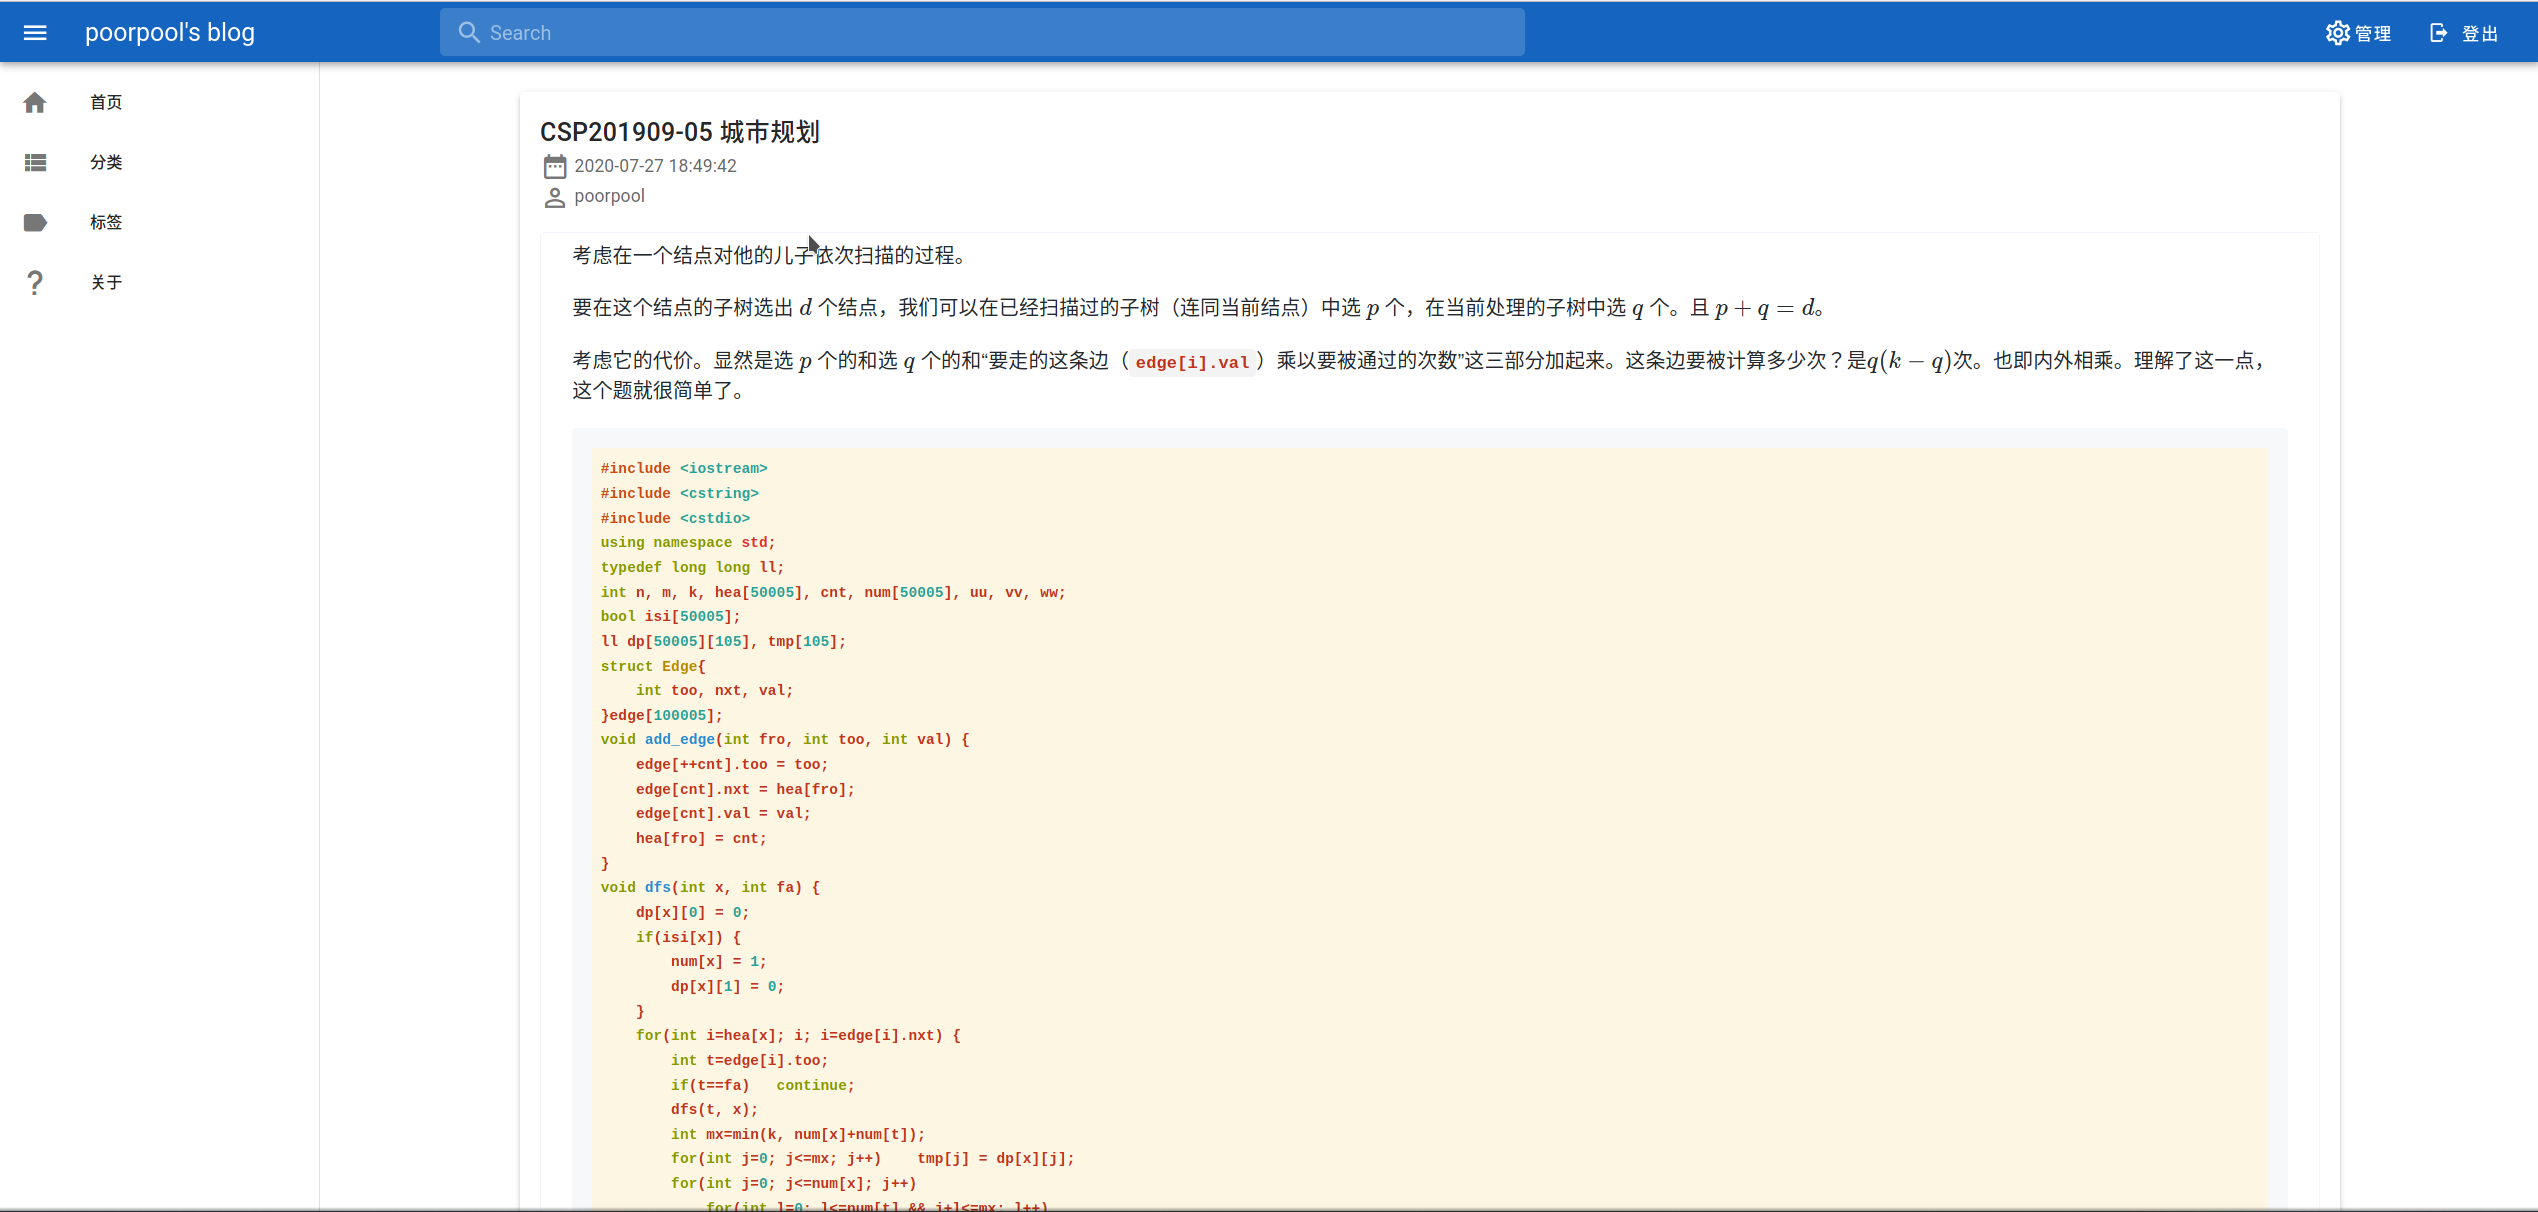 poorpool's blog
Search
管理
登出
首页
分类
标签
关于
CSP201909-05 城市规划
2020-07-27 18:49:42
poorpool
考虑在一个结点对他的儿子依次扫描的过程。
要在这个结点的子树选出 d 个结点，我们可以在已经扫描过的子树（连同当前结点）中选 p 个，在当前处理的子树中选 q 个。且 p + q = d。
考虑它的代价。显然是选 p 个的和选 q 个的和“要走的这条边（edge[i].val）乘以要被通过的次数”这三部分加起来。这条边要被计算多少次？是q(k − q)次。也即内外相乘。理解了这一点，
这个题就很简单了。
#include <iostream>
#include <cstring>
#include <cstdio>
using namespace std;
typedef long long ll;
int n, m, k, hea[50005], cnt, num[50005], uu, vv, ww;
bool isi[50005];
ll dp[50005][105], tmp[105];
struct Edge{
    int too, nxt, val;
}edge[100005];
void add_edge(int fro, int too, int val) {
    edge[++cnt].too = too;
    edge[cnt].nxt = hea[fro];
    edge[cnt].val = val;
    hea[fro] = cnt;
}
void dfs(int x, int fa) {
    dp[x][0] = 0;
    if(isi[x]) {
        num[x] = 1;
        dp[x][1] = 0;
    }
    for(int i=hea[x]; i; i=edge[i].nxt) {
        int t=edge[i].too;
        if(t==fa)   continue;
        dfs(t, x);
        int mx=min(k, num[x]+num[t]);
        for(int j=0; j<=mx; j++)    tmp[j] = dp[x][j];
        for(int j=0; j<=num[x]; j++)
            for(int l=0; l<=num[t] && j+l<=mx; l++)